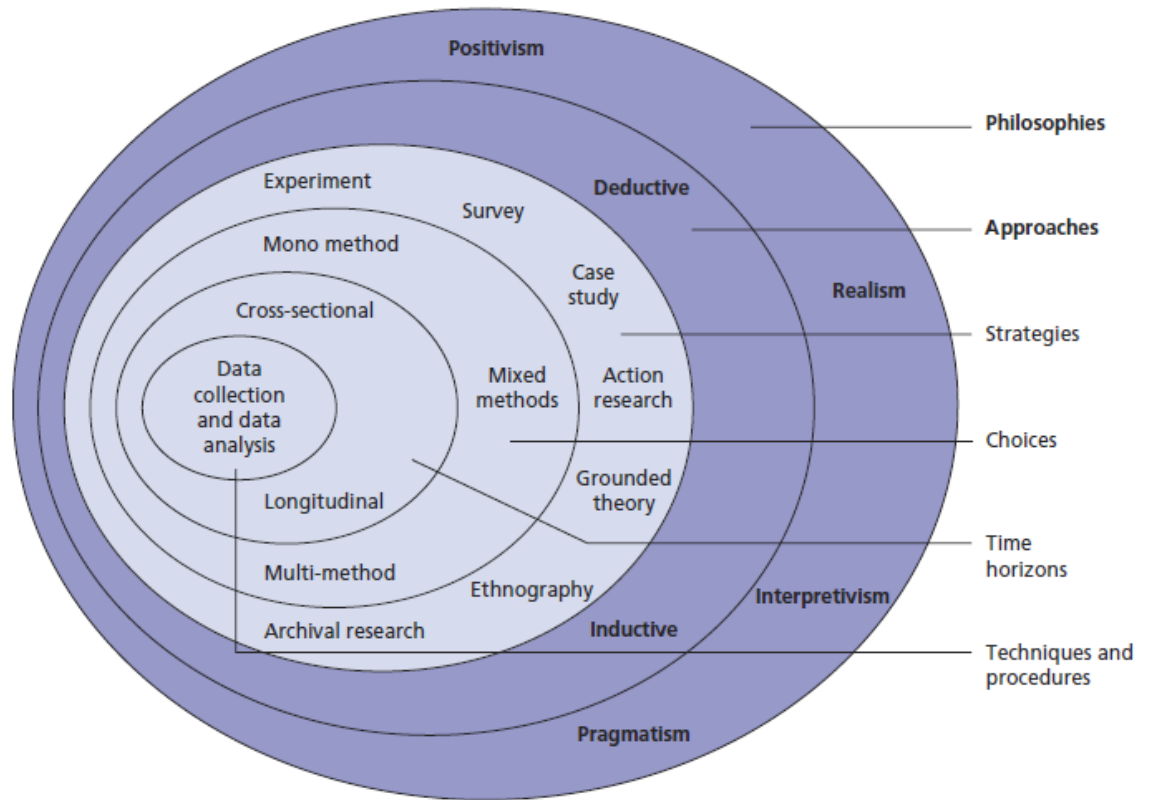 Positivism
Philosophies
Experiment
Deductive
Survey
Approaches
Mono method
Case
study
Realism
Cross-sectional
Strategies
Data
collection
and data
analysis
Mixed
methods
Action
research
Choices
Grounded
theory
Longitudinal
Time
horizons
Multi-method
Ethnography
Interpretivism
Archival research
Inductive
Techniques and
procedures
Pragmatism